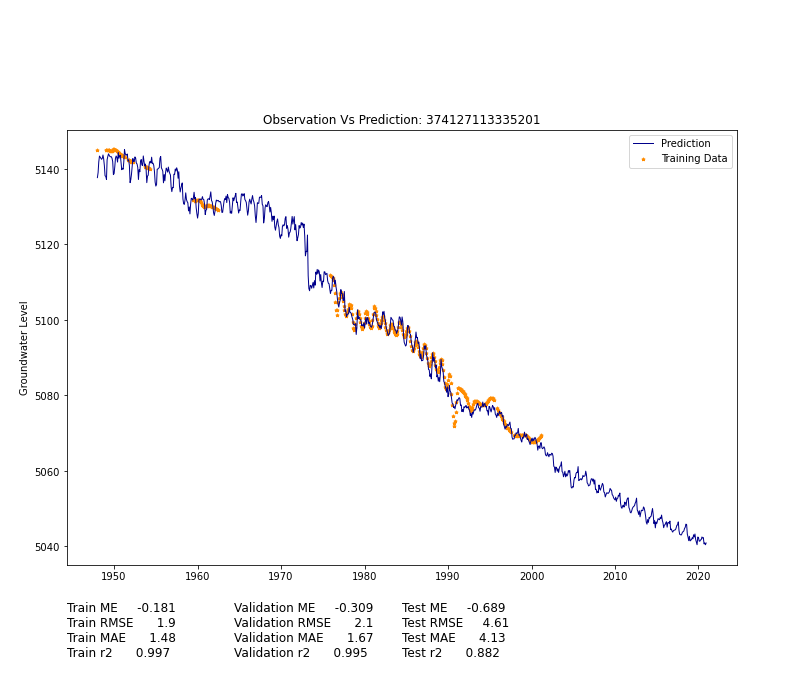 Observation Vs Prediction: 374127113335201
Prediction
Training Data
Groundwater Level
5140
5120
5100
5080
5060
5040
1950 1960 1970 1980 1990 2000 2010 2020
Train ME -0.181 Validation ME -0.309 Test ME -0.689
Train RMSE 1.9 Validation RMSE 2.1 Test RMSE 4.61
Train MAE 1.48 Validation MAE 1.67 Test MAE 4.13
Train r2 0.997 Validation r2 0.995 Test r2 0.882